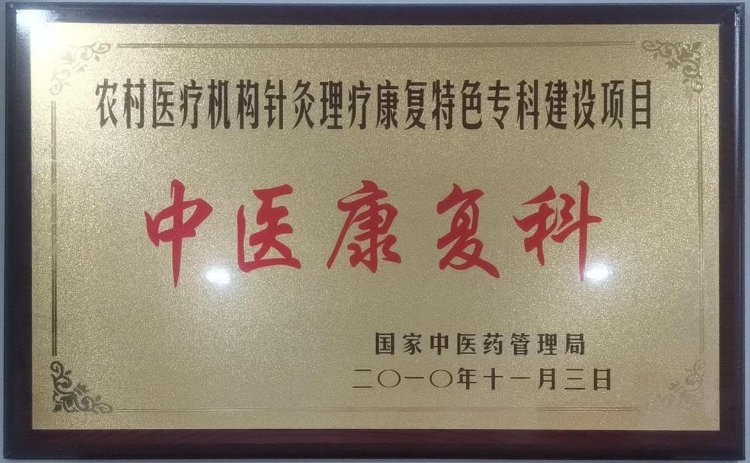 农村医疗机构针灸理疗康复特色专科建设项目
中医康复科
国家中医药管理局
二〇一〇年十一月三日